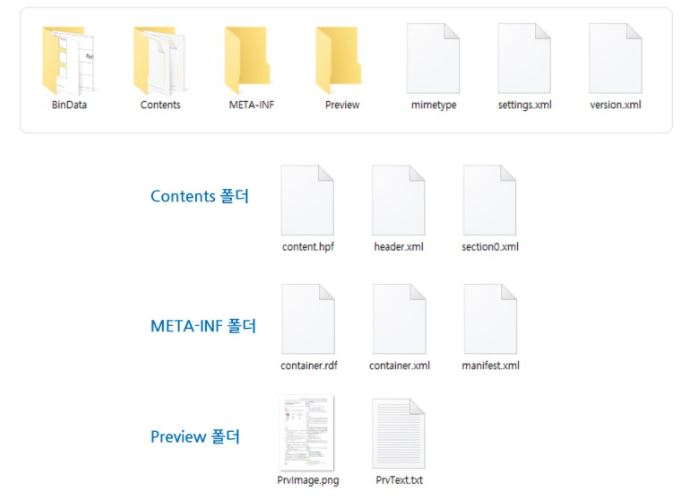 BinData Contents META-INF Preview mimetype settings.xml version.xml
Contents 폴더
content.hpf header.xml section0.xml
META-INF 폴더
container.rdf container.xml manifest.xml
Preview 폴더
PrvImage.png PrvText.txt